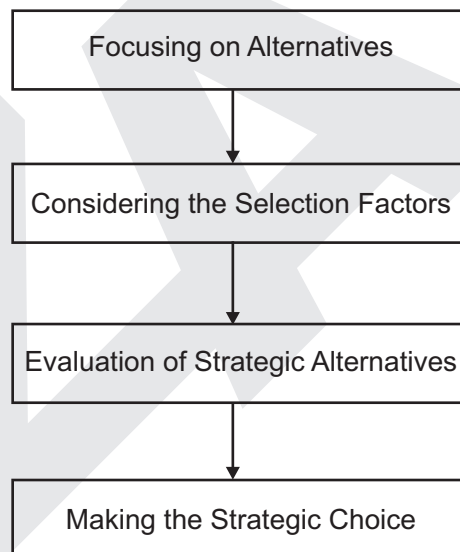 Focusing on Alternatives
Considering the Selection Factors
Evaluation of Strategic Alternatives
Making the Strategic Choice